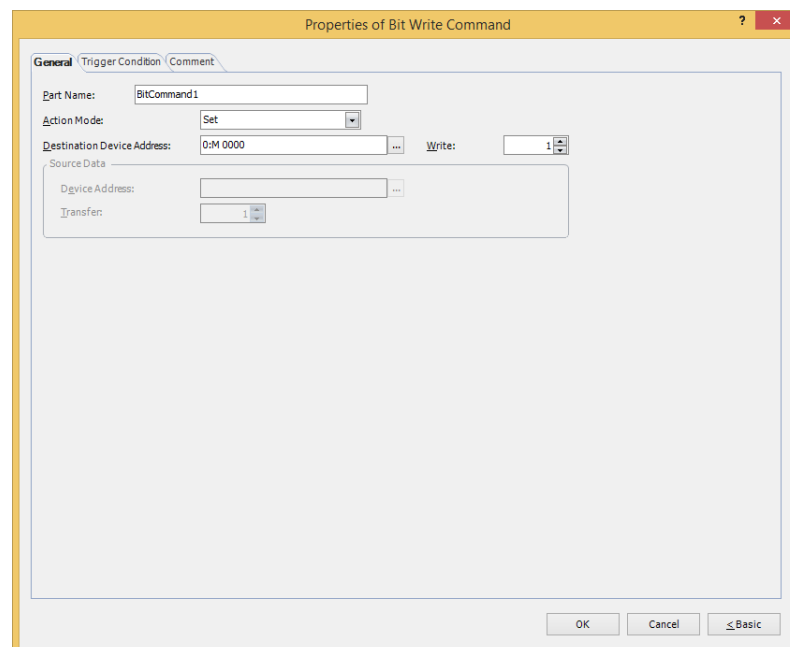 Properties of Bit Write Command ?
General Trigger Condition Comment
Part Name: BitCommand1
Action Mode: Set
Destination Device Address: 0:M 0000 ... Write: 1
Source Data
Device Address: ...
Transfer: 1
OK Cancel < Basic